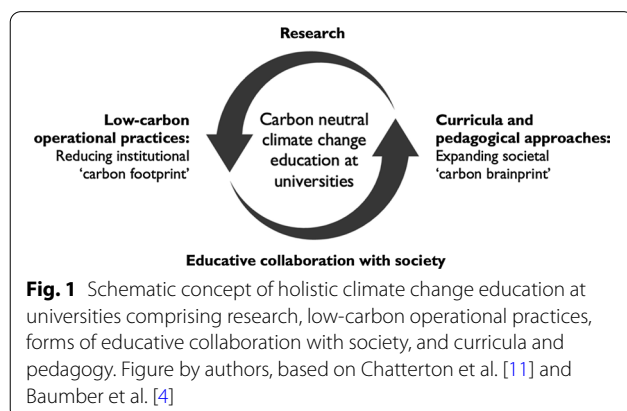 Research
Low-carbon
operational practices:
Reducing institutional
'carbon footprint'
Carbon neutral
climate change
education at
universities
Curricula and
pedagogical approaches:
Expanding societal
'carbon brainprint'
Educative collaboration with society
Fig. 1 Schematic concept of holistic climate change education at
universities comprising research, low-carbon operational practices,
forms of educative collaboration with society, and curricula and
pedagogy. Figure by authors, based on Chatterton et al. [11] and
Baumber et al. [4]